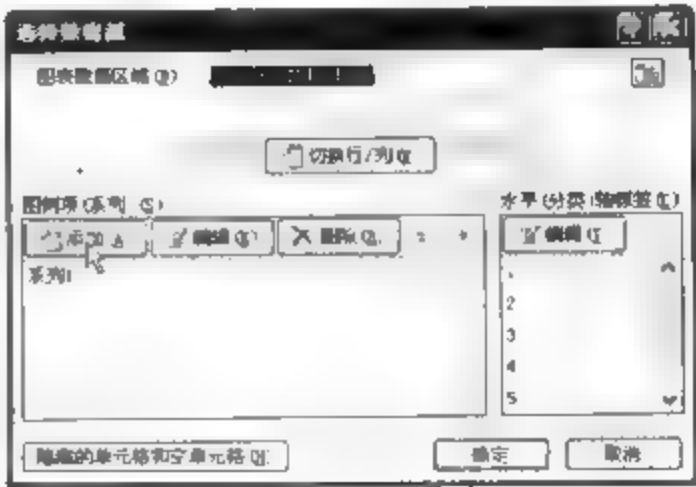 选择数据源
图表数据区域(D)
切换行/列(W)
图例项(系列)(S)
水平(分类)轴标签(C)
添加(A) 编辑(E) 删除(R)
编辑(T)
系列1
1
2
3
4
5
隐藏的单元格和空单元格(H)
确定 取消